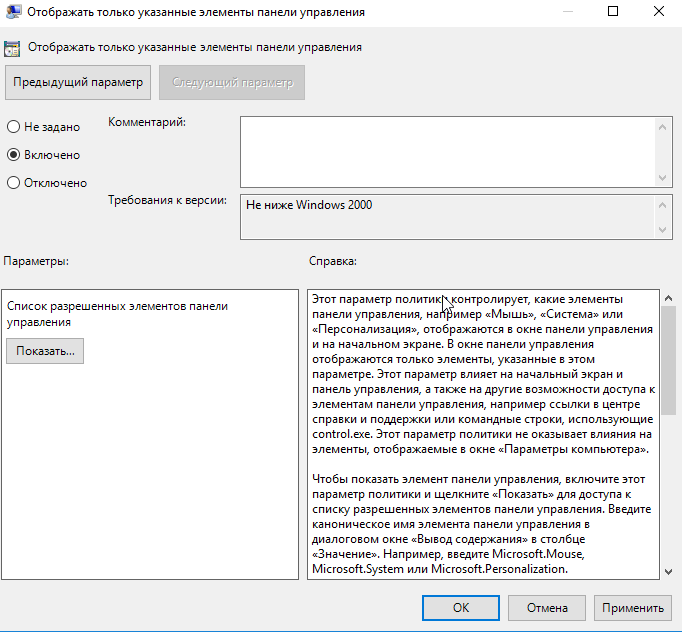 Отображать только указанные элементы панели управления
Отображать только указанные элементы панели управления
Предыдущий параметр
Следующий параметр
Не задано
Включено
Отключено
Комментарий:
Требования к версии:
Не ниже Windows 2000
Параметры:
Справка:
Список разрешенных элементов панели
управления
Показать...
Этот параметр политики контролирует, какие элементы
панели управления, например «Мышь», «Система» или
«Персонализация», отображаются в окне панели управления
и на начальном экране. В окне панели управления
отображаются только элементы, указанные в этом
параметре. Этот параметр влияет на начальный экран и
панель управления, а также на другие возможности доступа к
элементам панели управления, например ссылки в центре
справки и поддержки или командные строки, использующие
control.exe. Этот параметр политики не оказывает влияния на
элементы, отображаемые в окне «Параметры компьютера».
Чтобы показать элемент панели управления, включите этот
параметр политики и щелкните «Показать» для доступа к
списку разрешенных элементов панели управления. Введите
каноническое имя элемента панели управления в
диалоговом окне «Вывод содержания» в столбце
«Значение». Например, введите Microsoft.Mouse,
Microsoft.System или Microsoft.Personalization.
ОК
Отмена
Применить